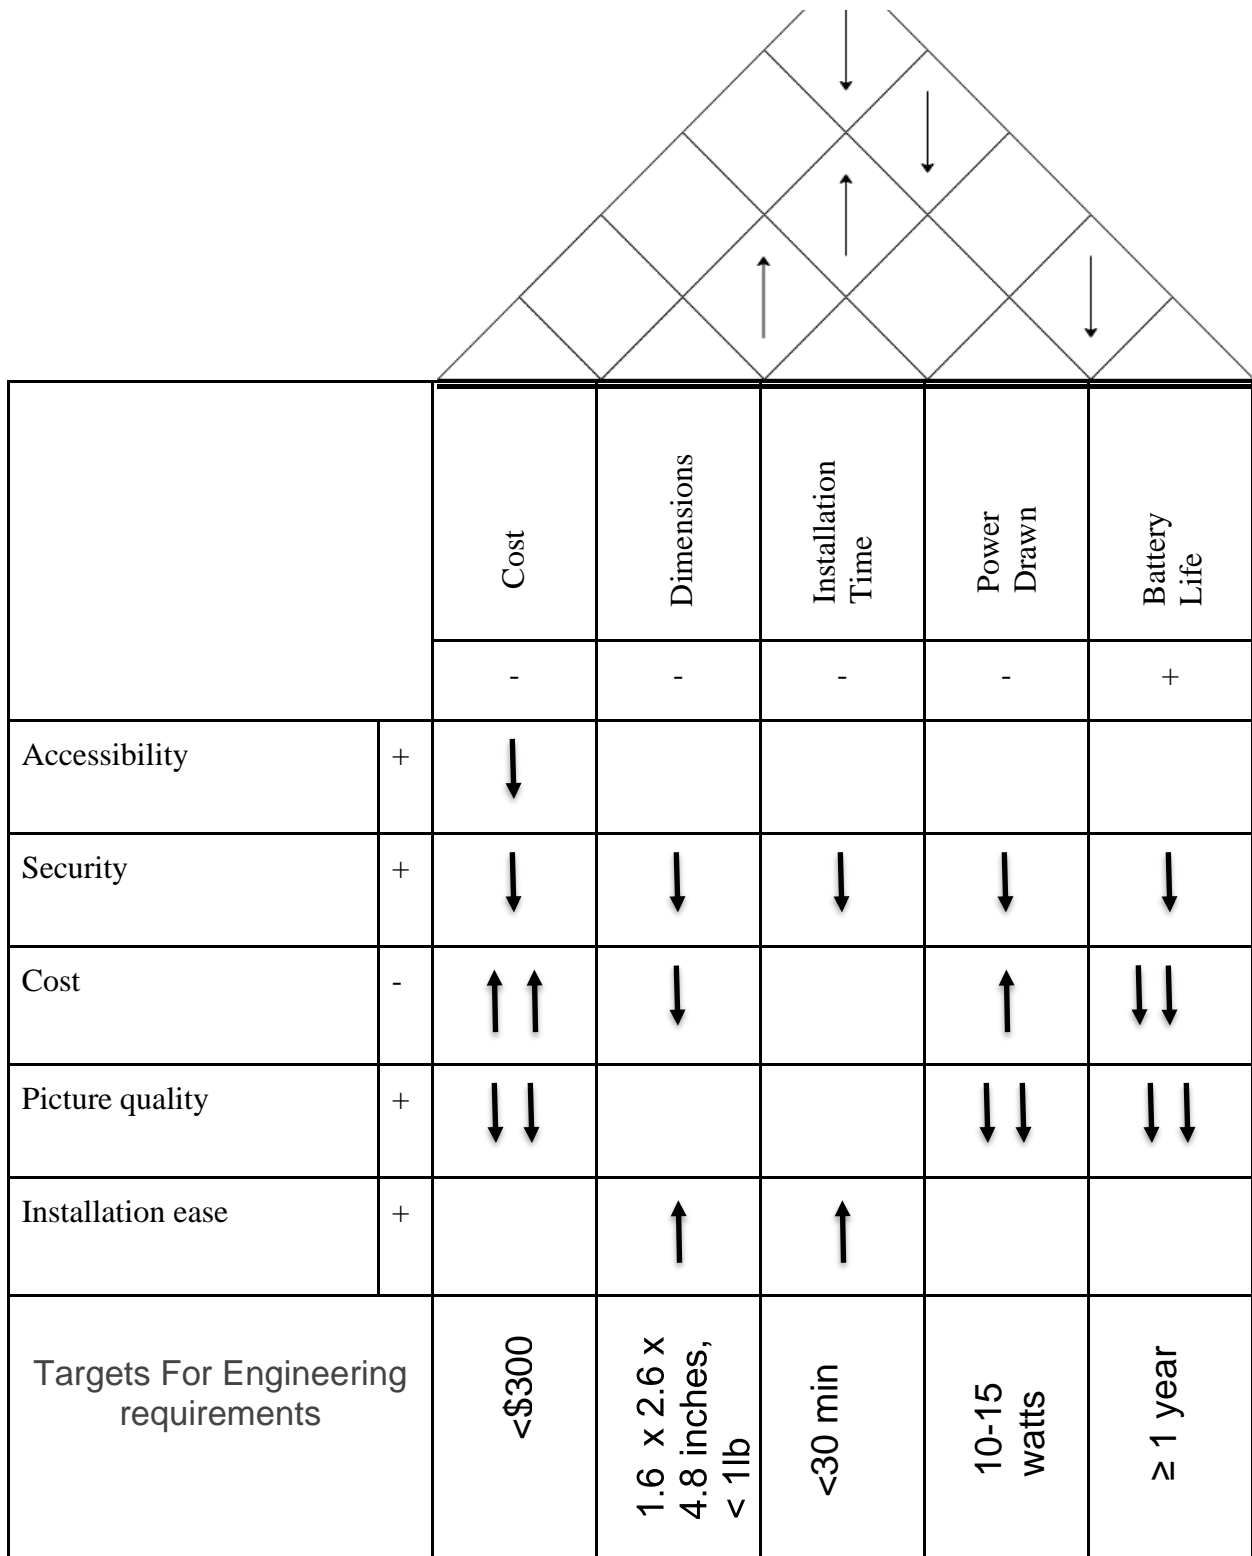 Cost
Dimensions
Installation
Time
Power
Drawn
Battery
Life
- - - - +
Accessibility +
Security +
Cost -
Picture quality +
Installation ease +
Targets For Engineering
requirements
<$300
1.6 x 2.6 x
4.8 inches,
< 1lb
<30 min
10-15
watts
≥ 1 year